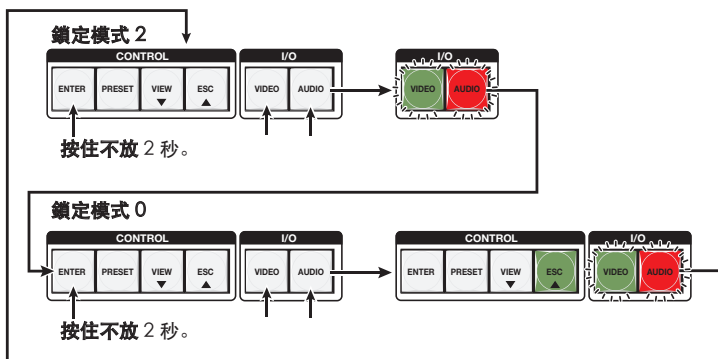 鎖定模式 2
CONTROL I/O I/O
ENTER PRESET VIEW ESC VIDEO AUDIO VIDEO AUDIO
按住不放 2 秒。
鎖定模式 0
CONTROL I/O CONTROL I/O
ENTER PRESET VIEW ESC VIDEO AUDIO ENTER PRESET VIEW ESC VIDEO AUDIO
按住不放 2 秒。